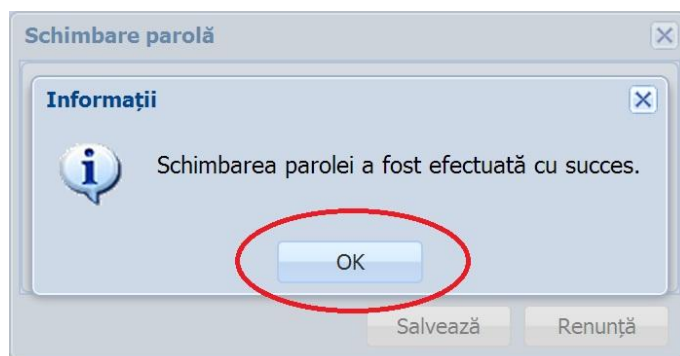 Schimbare parolă
Informații
Schimbarea parolei a fost efectuată cu succes.
OK
Salvează Renunță